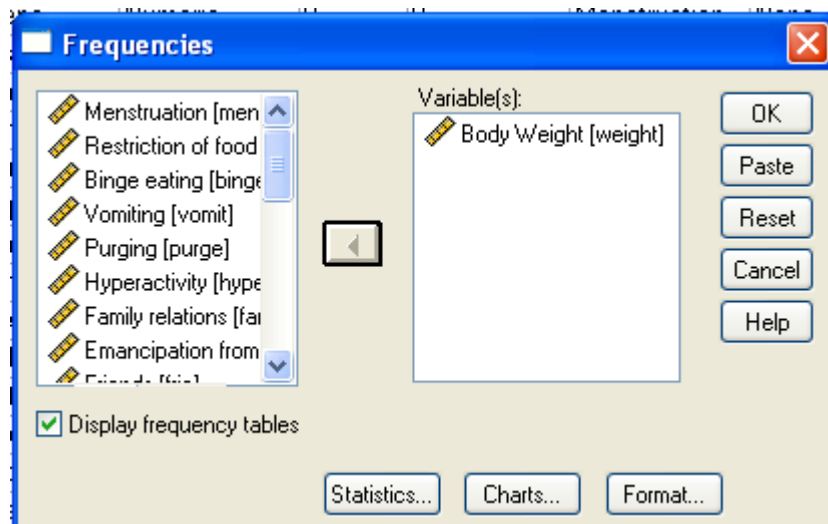 Frequencies
Menstruation [men
Restriction of food
Binge eating [binge
Vomiting [vomit]
Purging [purge]
Hyperactivity [hype
Family relations [fai
Emancipation from
Variable(s):
Body Weight [weight]
OK
Paste
Reset
Cancel
Help
Display frequency tables
Statistics...
Charts...
Format...